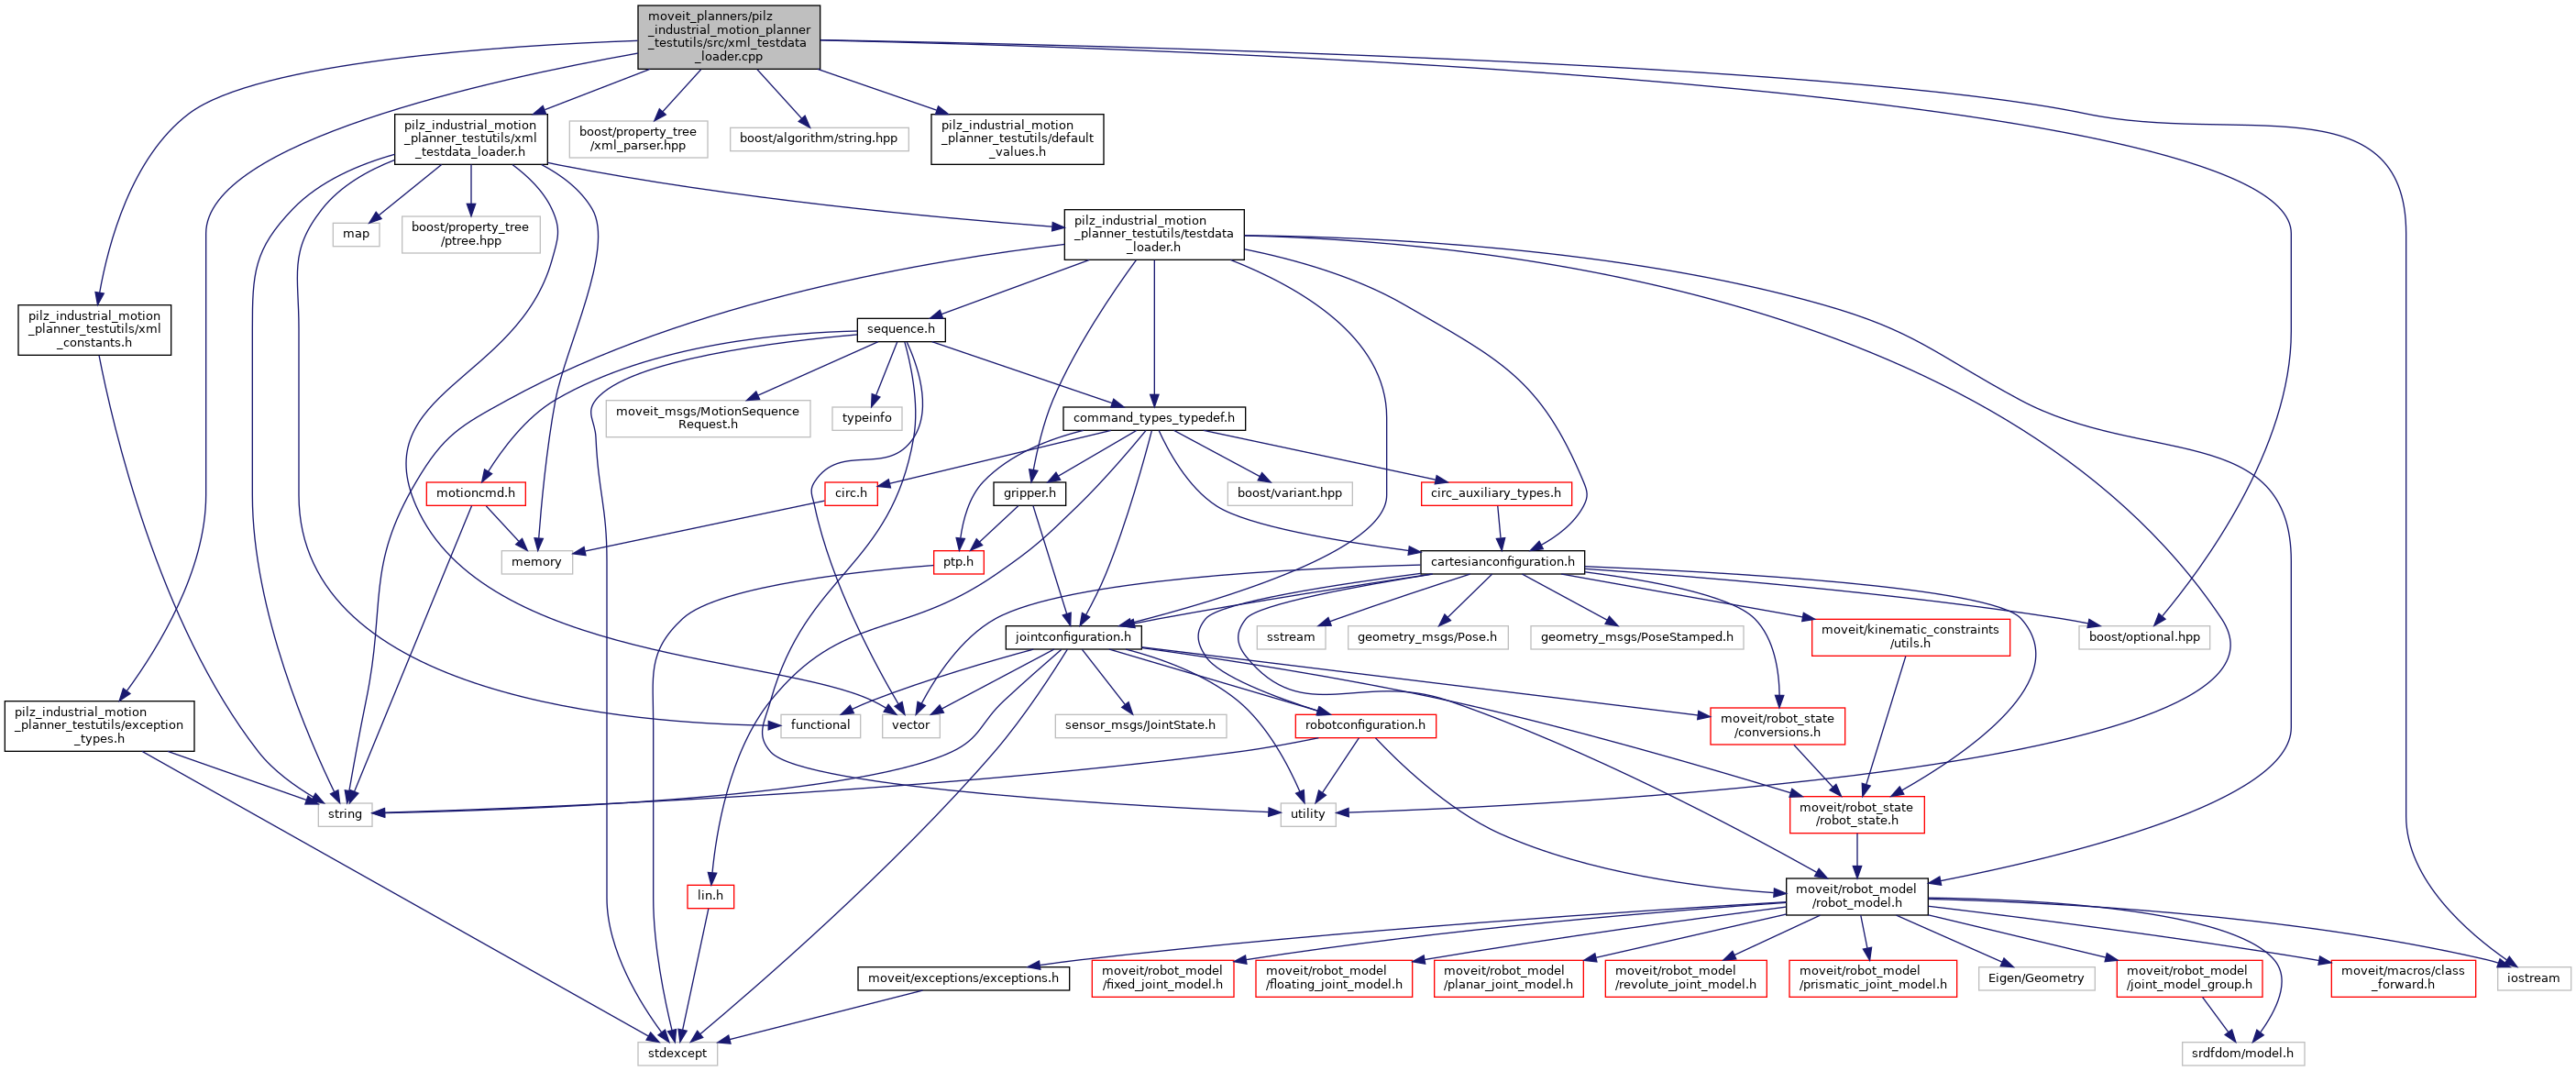 moveit_planners/pilz
_industrial_motion_planner
_testutils/src/xml_testdata
_loader.cpp
pilz_industrial_motion
_planner_testutils/xml
_testdata_loader.h
boost/property_tree
/xml_parser.hpp
boost/algorithm/string.hpp
pilz_industrial_motion
_planner_testutils/default
_values.h
map
boost/property_tree
/ptree.hpp
pilz_industrial_motion
_planner_testutils/testdata
_loader.h
pilz_industrial_motion
_planner_testutils/xml
_constants.h
sequence.h
moveit_msgs/MotionSequence
Request.h
typeinfo
command_types_typedef.h
motioncmd.h
circ.h
gripper.h
boost/variant.hpp
circ_auxiliary_types.h
memory
ptp.h
cartesianconfiguration.h
jointconfiguration.h
sstream
geometry_msgs/Pose.h
geometry_msgs/PoseStamped.h
moveit/kinematic_constraints
/utils.h
boost/optional.hpp
pilz_industrial_motion
_planner_testutils/exception
_types.h
functional
vector
sensor_msgs/JointState.h
robotconfiguration.h
moveit/robot_state
/conversions.h
string
utility
moveit/robot_state
/robot_state.h
lin.h
moveit/robot_model
/robot_model.h
moveit/exceptions/exceptions.h
moveit/robot_model
/fixed_joint_model.h
moveit/robot_model
/floating_joint_model.h
moveit/robot_model
/planar_joint_model.h
moveit/robot_model
/revolute_joint_model.h
moveit/robot_model
/prismatic_joint_model.h
Eigen/Geometry
moveit/robot_model
/joint_model_group.h
moveit/macros/class
_forward.h
iostream
stdexcept
srdfdom/model.h